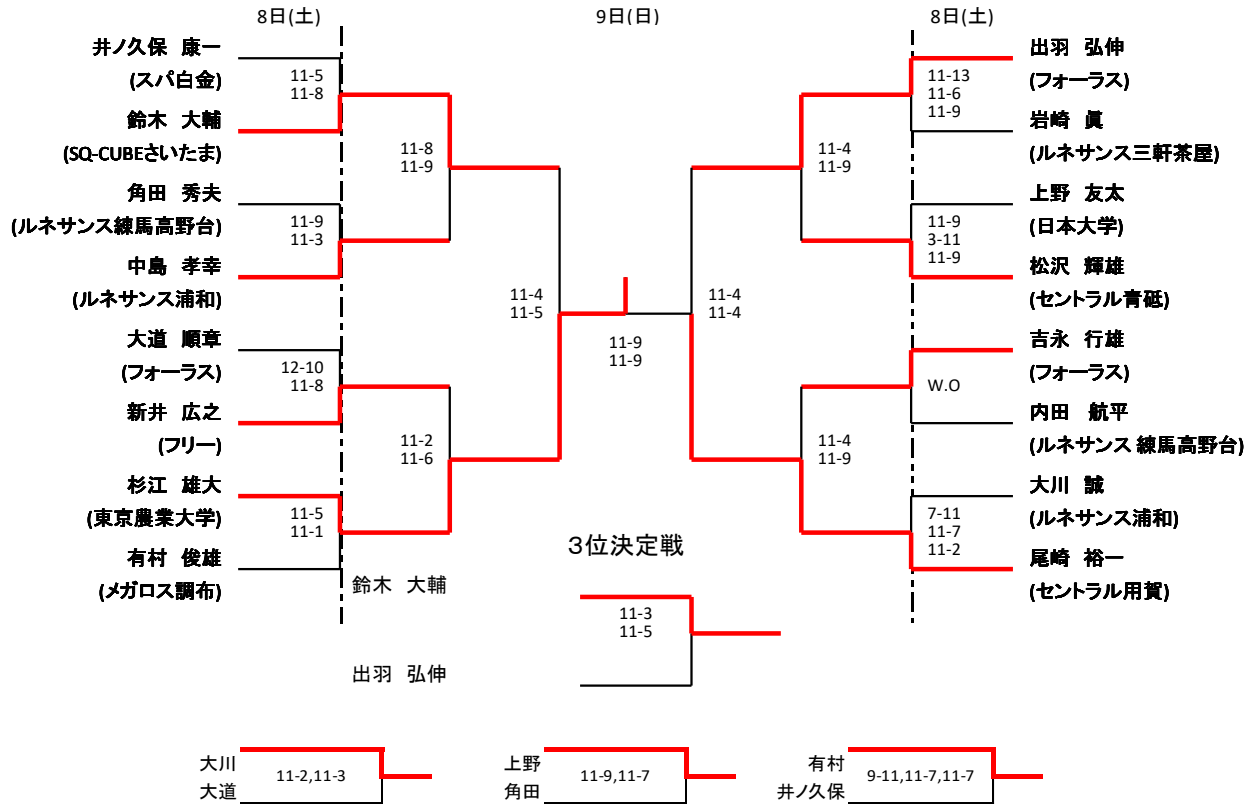 8日(土)
9日(日)
8日(土)
井ノ久保 康一
(スパ白金)
鈴木 大輔
(SQ-CUBEさいたま)
角田 秀夫
(ルネサンス練馬高野台)
中島 孝幸
(ルネサンス浦和)
大道 順章
(フォーラス)
新井 広之
(フリー)
杉江 雄大
(東京農業大学)
有村 俊雄
(メガロス調布)
11-5
11-8
11-9
11-3
12-10
11-8
11-5
11-1
11-8
11-9
11-2
11-6
11-4
11-5
11-9
11-9
11-4
11-4
11-4
11-9
11-4
11-9
11-13
11-6
11-9
11-9
3-11
11-9
W.O
7-11
11-7
11-2
出羽 弘伸
(フォーラス)
岩崎 眞
(ルネサンス三軒茶屋)
上野 友太
(日本大学)
松沢 輝雄
(セントラル青砥)
吉永 行雄
(フォーラス)
内田 航平
(ルネサンス 練馬高野台)
大川 誠
(ルネサンス浦和)
尾崎 裕一
(セントラル用賀)
3位決定戦
鈴木 大輔
11-3
11-5
出羽 弘伸
大川
11-2,11-3
大道
上野
11-9,11-7
角田
有村
9-11,11-7,11-7
井ノ久保